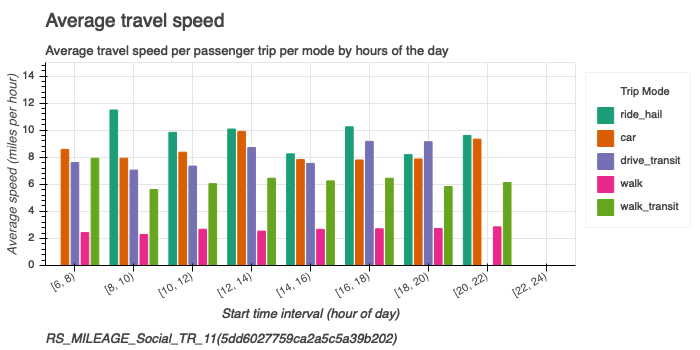 Average travel speed
Average travel speed per passenger trip per mode by hours of the day
Average speed (miles per hour)
14
12
10
8
6
4
2
0
[6, 8)
[8, 10)
[10, 12)
[12, 14)
[14, 16)
[16, 18)
[18, 20)
[20, 22)
[22, 24)
Start time interval (hour of day)
Trip Mode
ride_hail
car
drive_transit
walk
walk_transit
RS_MILEAGE_Social_TR_11(5dd6027759ca2a5c5a39b202)